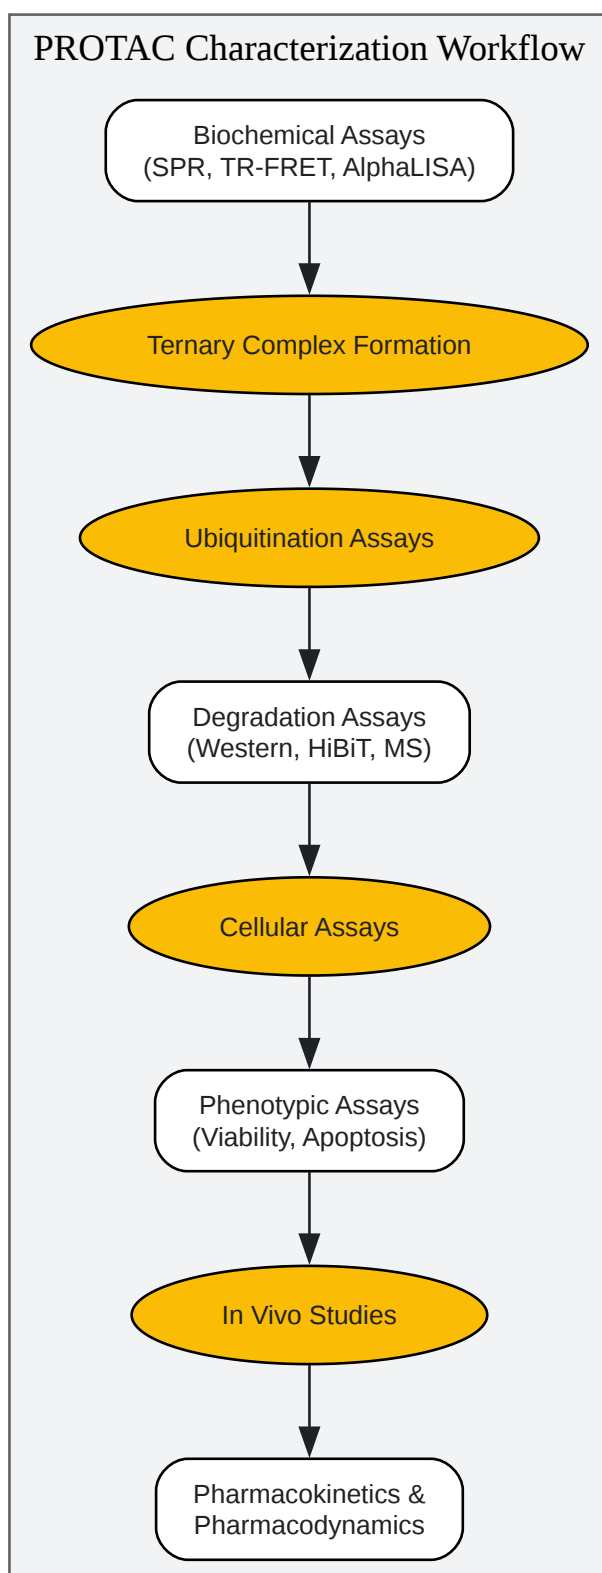 PROTAC Characterization Workflow
Biochemical Assays
(SPR, TR-FRET, AlphaLISA)
Ternary Complex Formation
Ubiquitination Assays
Degradation Assays
(Western, HiBiT, MS)
Cellular Assays
Phenotypic Assays
(Viability, Apoptosis)
In Vivo Studies
Pharmacokinetics &
Pharmacodynamics